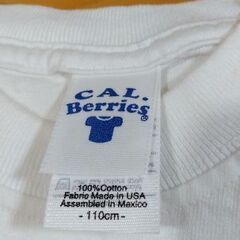 CAL.
Berries
100%Cotton
Fabric Made in USA
Assembled in Mexico
- 110cm -